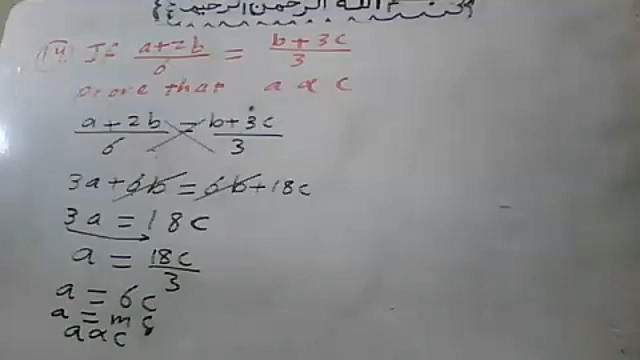 بسم الله الرحمن الرحيم
14) If a+2b/6 = b+3c/3
prove that a α c
a+2b/6 = b+3c/3
3a+6b = 6b+18c
3a = 18c
a = 18c/3
a = 6c
a = m c
a α c